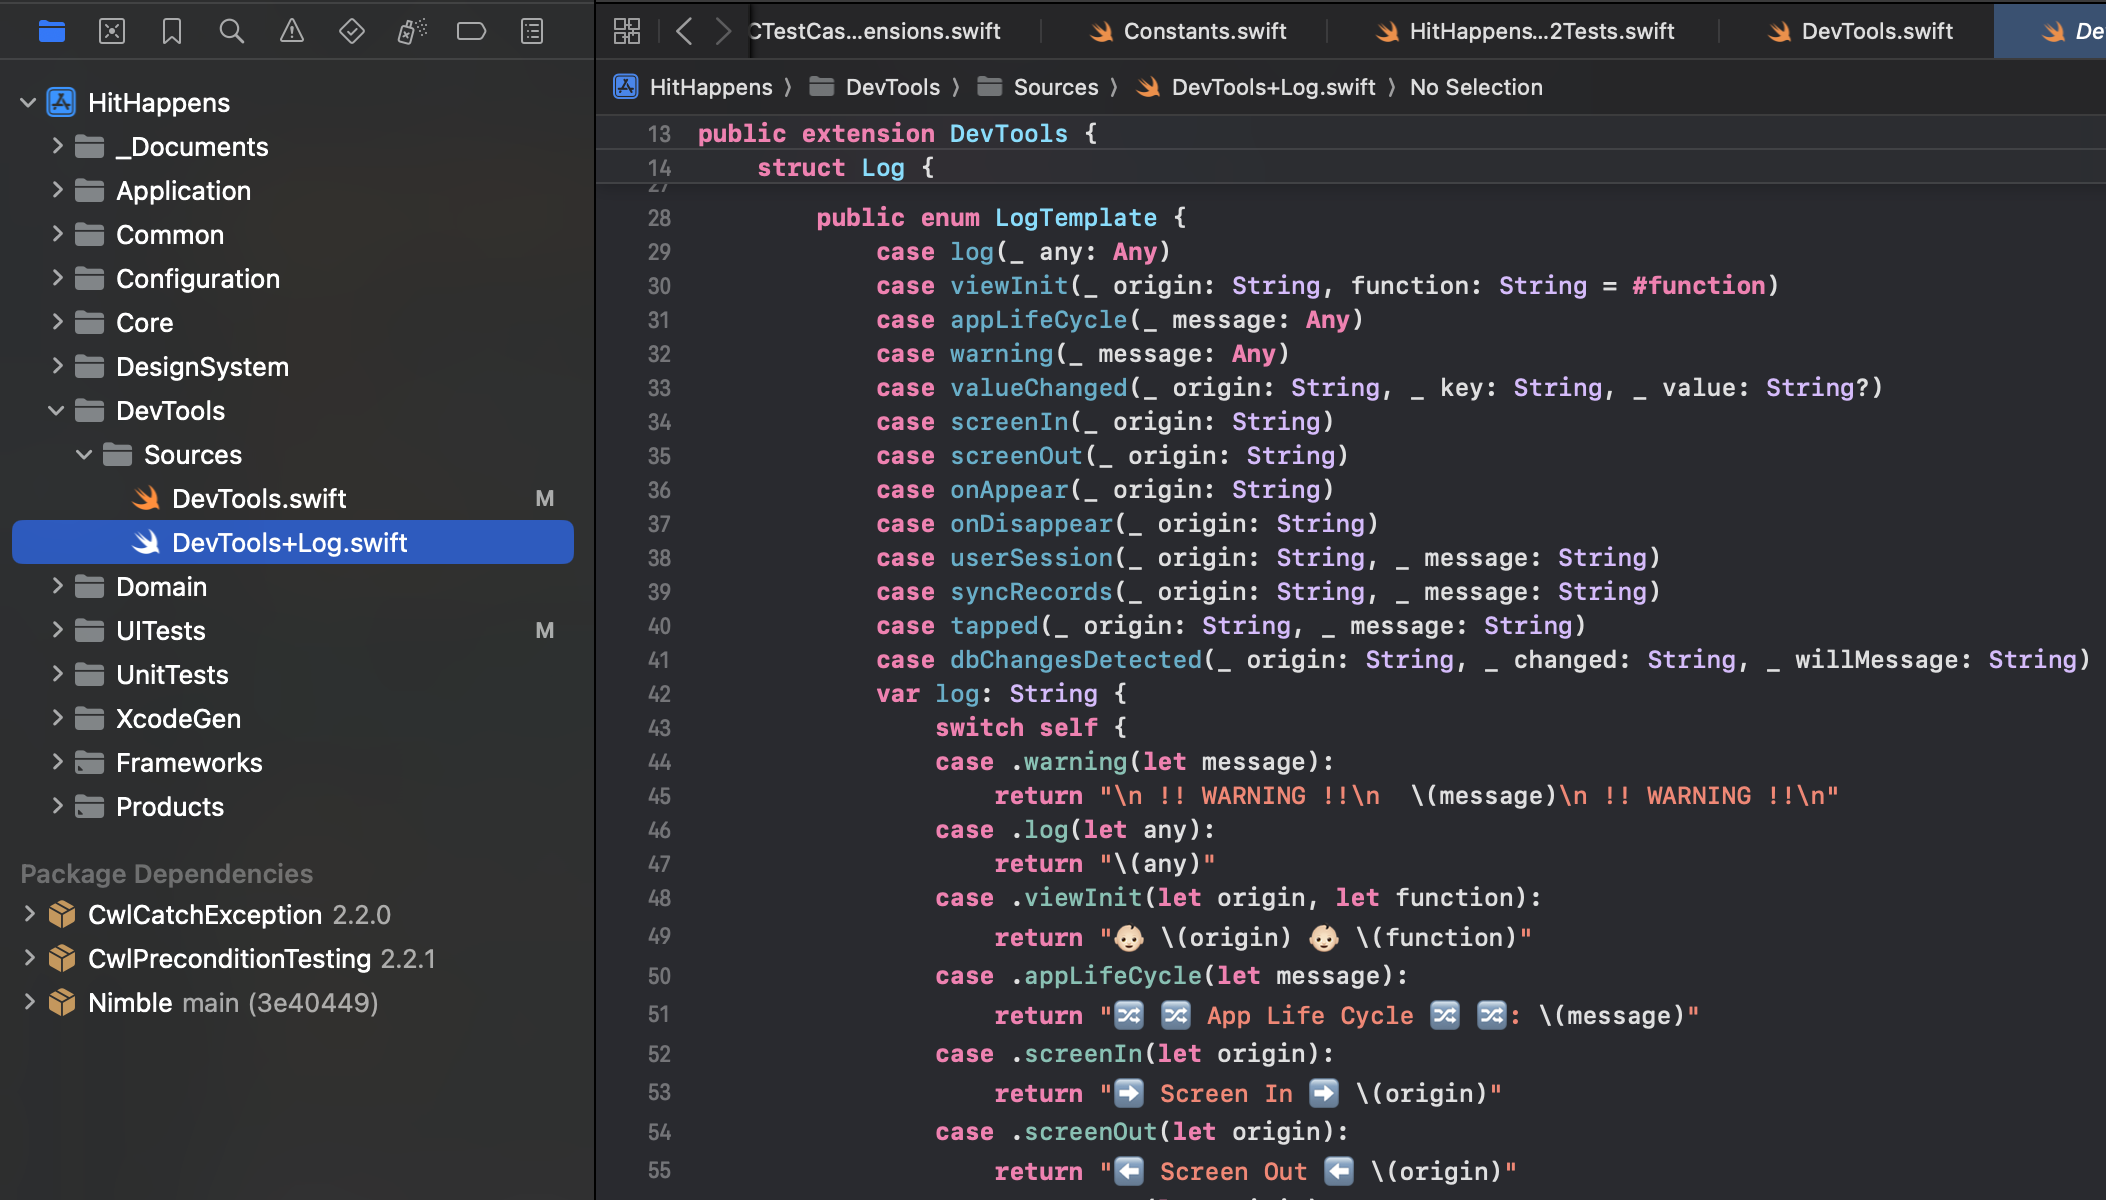 HitHappens
_Documents
Application
Common
Configuration
Core
DesignSystem
DevTools
Sources
DevTools.swift M
DevTools+Log.swift
Domain
UITests M
UnitTests
XcodeGen
Frameworks
Products
Package Dependencies
CwlCatchException 2.2.0
CwlPreconditionTesting 2.2.1
Nimble main (3e40449)
CTestCas...ensions.swift Constants.swift HitHappens...2Tests.swift DevTools.swift De
HitHappens 〉 DevTools 〉 Sources 〉 DevTools+Log.swift 〉 No Selection
13 public extension DevTools {
14 struct Log {
27
28 public enum LogTemplate {
29 case log(_ any: Any)
30 case viewInit(_ origin: String, function: String = #function)
31 case appLifeCycle(_ message: Any)
32 case warning(_ message: Any)
33 case valueChanged(_ origin: String, _ key: String, _ value: String?)
34 case screenIn(_ origin: String)
35 case screenOut(_ origin: String)
36 case onAppear(_ origin: String)
37 case onDisappear(_ origin: String)
38 case userSession(_ origin: String, _ message: String)
39 case syncRecords(_ origin: String, _ message: String)
40 case tapped(_ origin: String, _ message: String)
41 case dbChangesDetected(_ origin: String, _ changed: String, _ willMessage: String)
42 var log: String {
43 switch self {
44 case .warning(let message):
45 return "\n !! WARNING !!\n  \(message)\n !! WARNING !!\n"
46 case .log(let any):
47 return "\(any)"
48 case .viewInit(let origin, let function):
49 return "👶🏻 \(origin) 👶🏻 \(function)"
50 case .appLifeCycle(let message):
51 return "🔀 🔀 App Life Cycle 🔀 🔀: \(message)"
52 case .screenIn(let origin):
53 return "➡️ Screen In ➡️ \(origin)"
54 case .screenOut(let origin):
55 return "⬅️ Screen Out ⬅️ \(origin)"